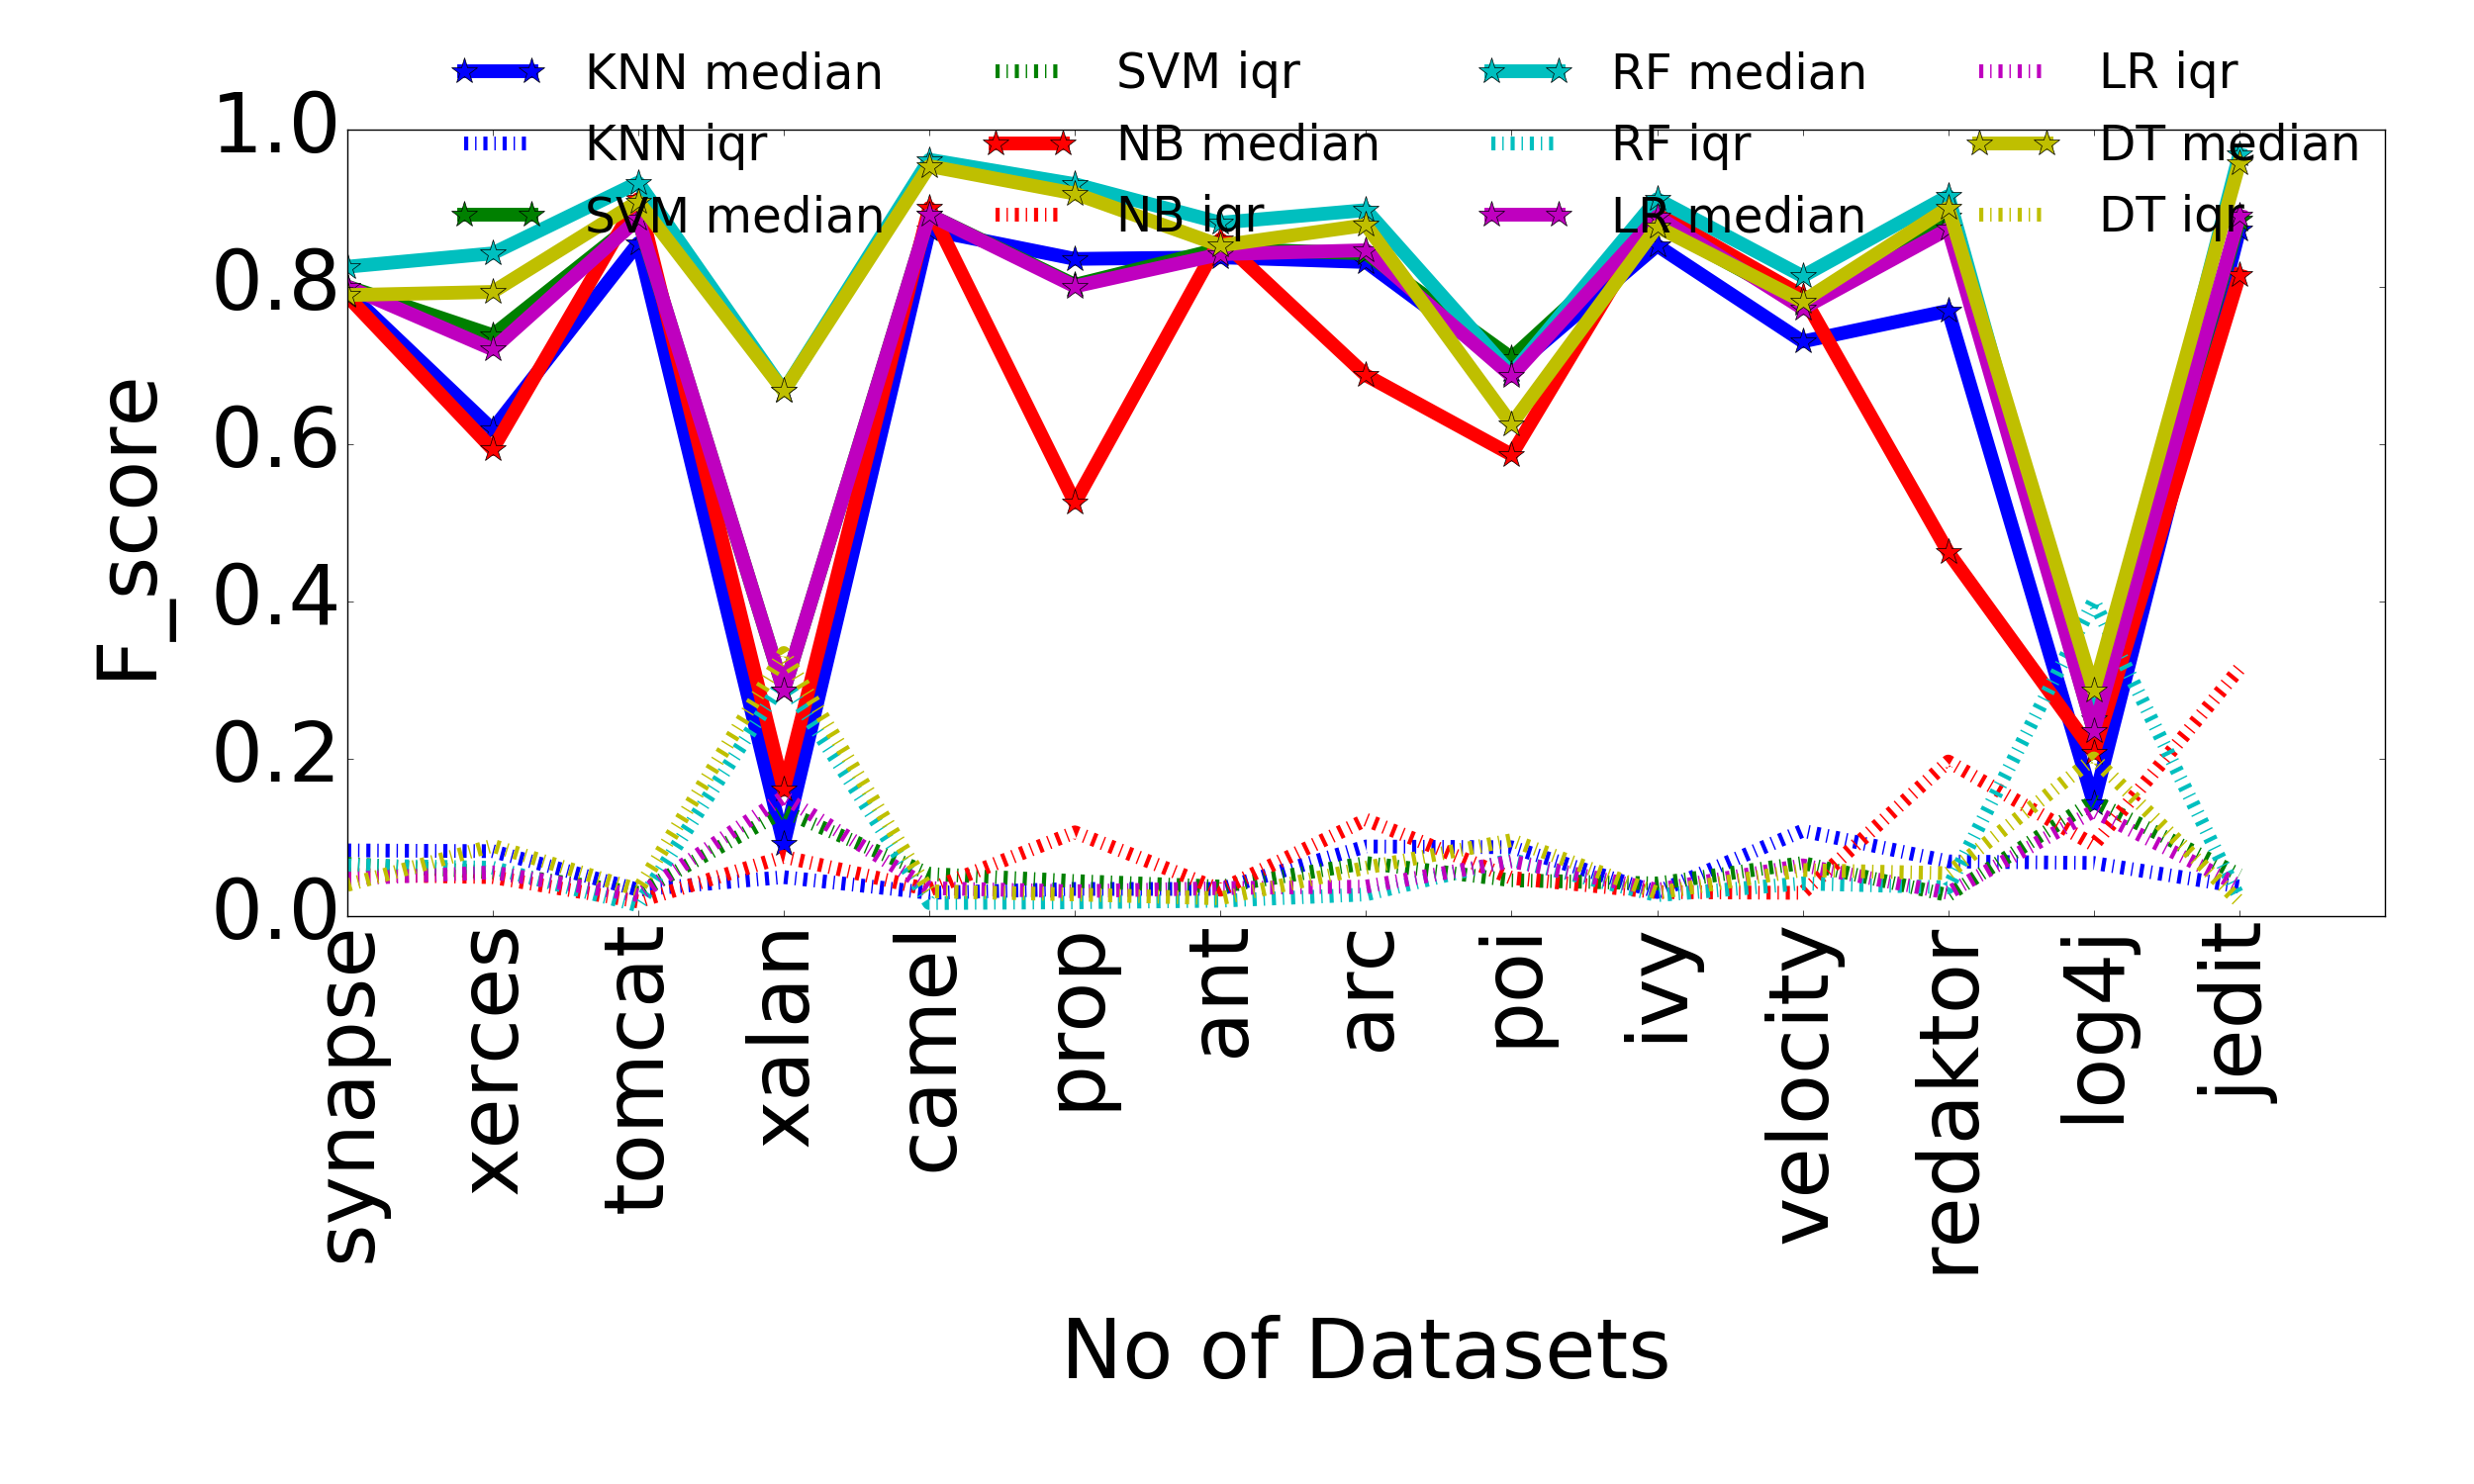 KNN median
KNN iqr
SVM median
SVM iqr
NB median
NB iqr
RF median
RF iqr
LR median
LR iqr
DT median
DT iqr
F_score
1.0
0.8
0.6
0.4
0.2
0.0
synapse
xerces
tomcat
xalan
camel
prop
ant
arc
poi
ivy
velocity
redaktor
log4j
jedit
No of Datasets